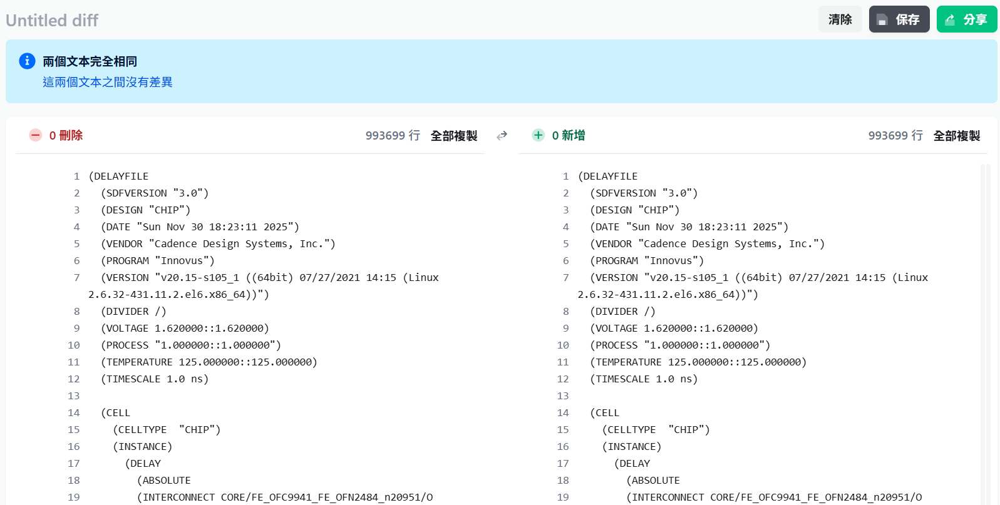 Untitled diff
清除
保存
分享
兩個文本完全相同
這兩個文本之間沒有差異
0 刪除
993699 行
全部複製
0 新增
993699 行
全部複製
1 (DELAYFILE
2   (SDFVERSION "3.0")
3   (DESIGN "CHIP")
4   (DATE "Sun Nov 30 18:23:11 2025")
5   (VENDOR "Cadence Design Systems, Inc.")
6   (PROGRAM "Innovus")
7   (VERSION "v20.15-s105_1 ((64bit) 07/27/2021 14:15 (Linux
2.6.32-431.11.2.el6.x86_64))")
8   (DIVIDER /)
9   (VOLTAGE 1.620000::1.620000)
10   (PROCESS "1.000000::1.000000")
11   (TEMPERATURE 125.000000::125.000000)
12   (TIMESCALE 1.0 ns)
13
14   (CELL
15     (CELLTYPE  "CHIP")
16     (INSTANCE)
17       (DELAY
18         (ABSOLUTE
19         (INTERCONNECT CORE/FE_OFC9941_FE_OFN2484_n20951/O
1 (DELAYFILE
2   (SDFVERSION "3.0")
3   (DESIGN "CHIP")
4   (DATE "Sun Nov 30 18:23:11 2025")
5   (VENDOR "Cadence Design Systems, Inc.")
6   (PROGRAM "Innovus")
7   (VERSION "v20.15-s105_1 ((64bit) 07/27/2021 14:15 (Linux
2.6.32-431.11.2.el6.x86_64))")
8   (DIVIDER /)
9   (VOLTAGE 1.620000::1.620000)
10   (PROCESS "1.000000::1.000000")
11   (TEMPERATURE 125.000000::125.000000)
12   (TIMESCALE 1.0 ns)
13
14   (CELL
15     (CELLTYPE  "CHIP")
16     (INSTANCE)
17       (DELAY
18         (ABSOLUTE
19         (INTERCONNECT CORE/FE_OFC9941_FE_OFN2484_n20951/O